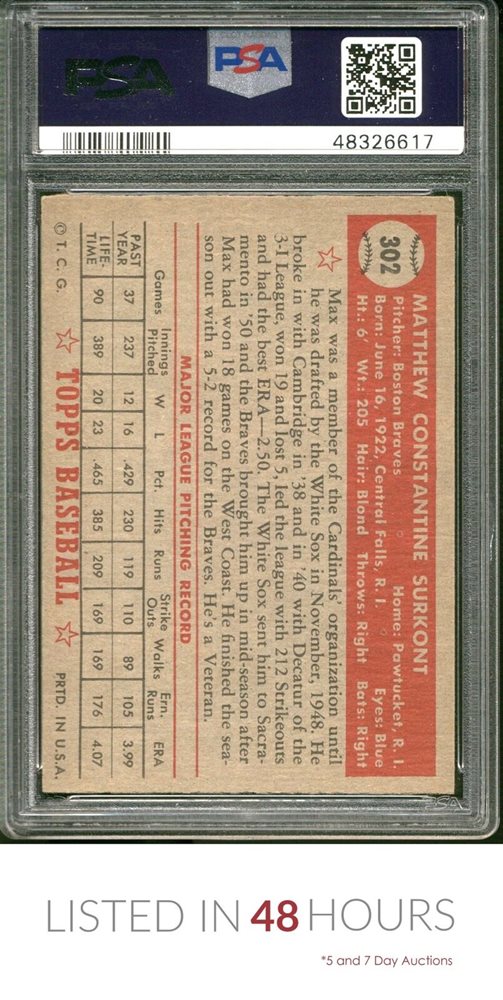 PSA
PSA
48326617
302
MATTHEW CONSTANTINE SURKONT
Pitcher: Boston Braves Home: Pawtucket, R. I.
Born: June 16, 1922, Central Falls, R. I. Eyes: Blue
Ht.: 6 Wt.: 205 Hair: Blond Throws: Right Bats: Right
Max was a member of the Cardinals' organization until
he was drafted by the White Sox in November, 1948. He
broke in with Cambridge in '38 and in '40 with Decatur of the
3-I League, won 19 and lost 5, led the league with 212 Strikeouts
and had the best ERA—2.50. The White Sox sent him to Sacra-
mento in '50 and the Braves brought him up in mid-season after
Max had won 18 games on the West Coast. He finished the sea-
son out with a 5-2 record for the Braves. He's a Veteran.
MAJOR LEAGUE PITCHING RECORD
Games Innings Pitched W L Pct. Hits Runs Strike Outs Walks Ern. Runs ERA
PAST YEAR 37 237 12 16 .429 230 119 110 89 105 3.99
LIFE-TIME 90 389 20 23 .465 385 209 169 169 176 4.07
© T. C. G. TOPPS BASEBALL PRTD. IN U.S.A.
PSA
LISTED IN 48 HOURS
*5 and 7 Day Auctions